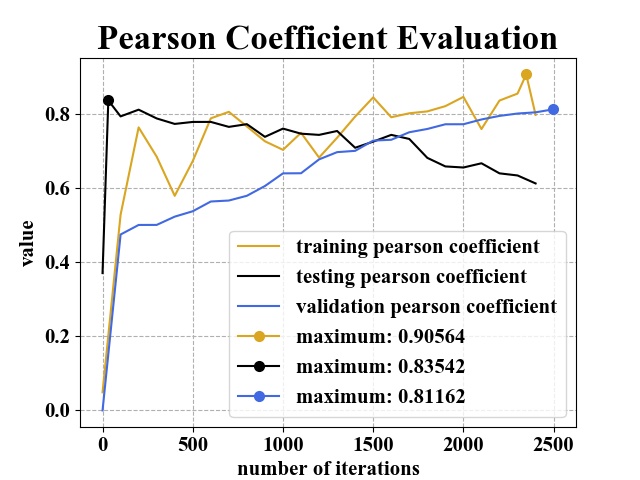 Pearson Coefficient Evaluation
value
0.8
0.6
0.4
0.2
0.0
training pearson coefficient
testing pearson coefficient
validation pearson coefficient
maximum: 0.90564
maximum: 0.83542
maximum: 0.81162
0 500 1000 1500 2000 2500
number of iterations